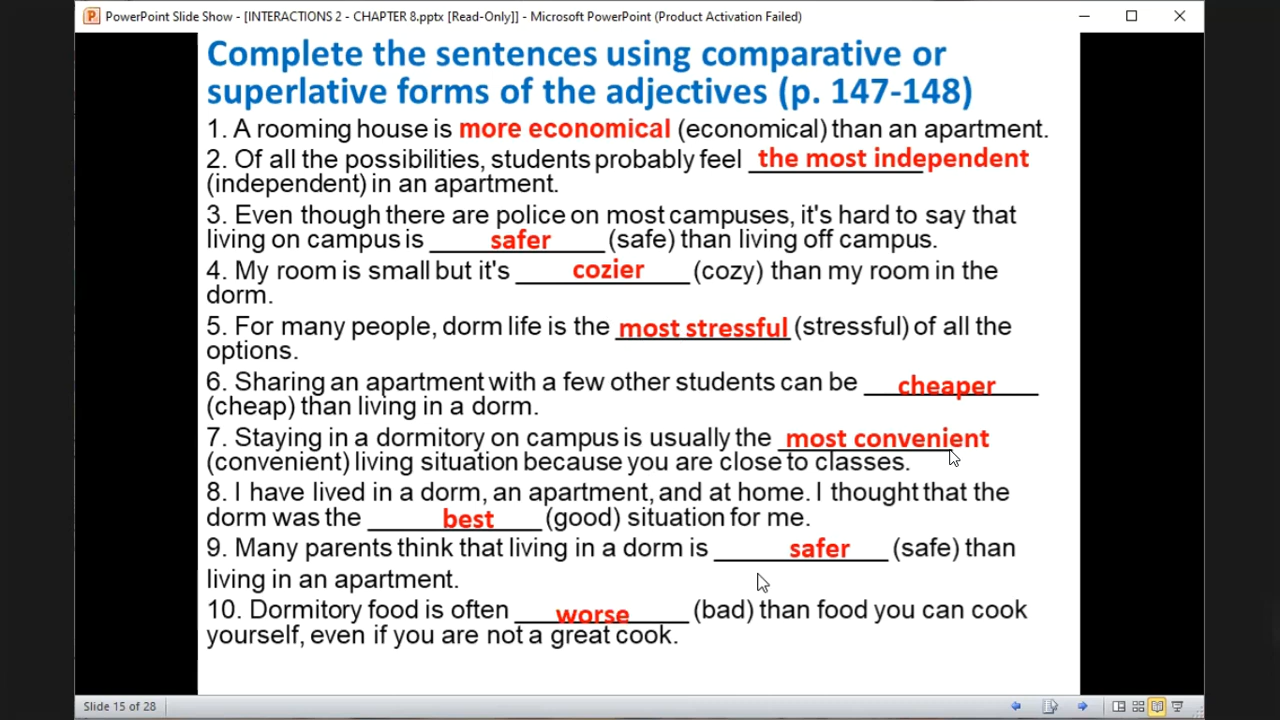 PowerPoint Slide Show - [INTERACTIONS 2 - CHAPTER 8.pptx [Read-Only]] - Microsoft PowerPoint (Product Activation Failed)
Complete the sentences using comparative or
superlative forms of the adjectives (p. 147-148)
1. A rooming house is more economical (economical) than an apartment.
2. Of all the possibilities, students probably feel the most independent
(independent) in an apartment.
3. Even though there are police on most campuses, it's hard to say that
living on campus is safer (safe) than living off campus.
4. My room is small but it's cozier (cozy) than my room in the
dorm.
5. For many people, dorm life is the most stressful (stressful) of all the
options.
6. Sharing an apartment with a few other students can be cheaper
(cheap) than living in a dorm.
7. Staying in a dormitory on campus is usually the most convenient
(convenient) living situation because you are close to classes.
8. I have lived in a dorm, an apartment, and at home. I thought that the
dorm was the best (good) situation for me.
9. Many parents think that living in a dorm is safer (safe) than
living in an apartment.
10. Dormitory food is often worse (bad) than food you can cook
yourself, even if you are not a great cook.
Slide 15 of 28